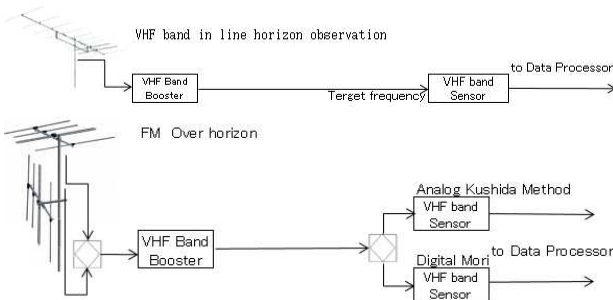 VHF band in line horizon observation
VHF Band
Booster
Terget frequency
VHF band
Sensor
to Data Processor
FM Over horizon
VHF Band
Booster
Analog Kushida Method
VHF band
Sensor
Digital Mori
to Data Processor
VHF band
Sensor